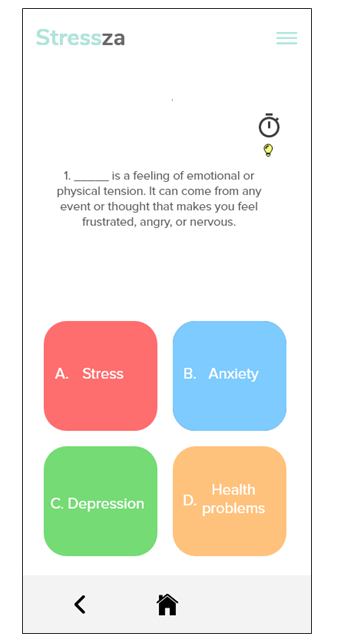 Stressza
1. _____ is a feeling of emotional or
physical tension. It can come from any
event or thought that makes you feel
frustrated, angry, or nervous.
A. Stress
B. Anxiety
C. Depression
D. Health
problems